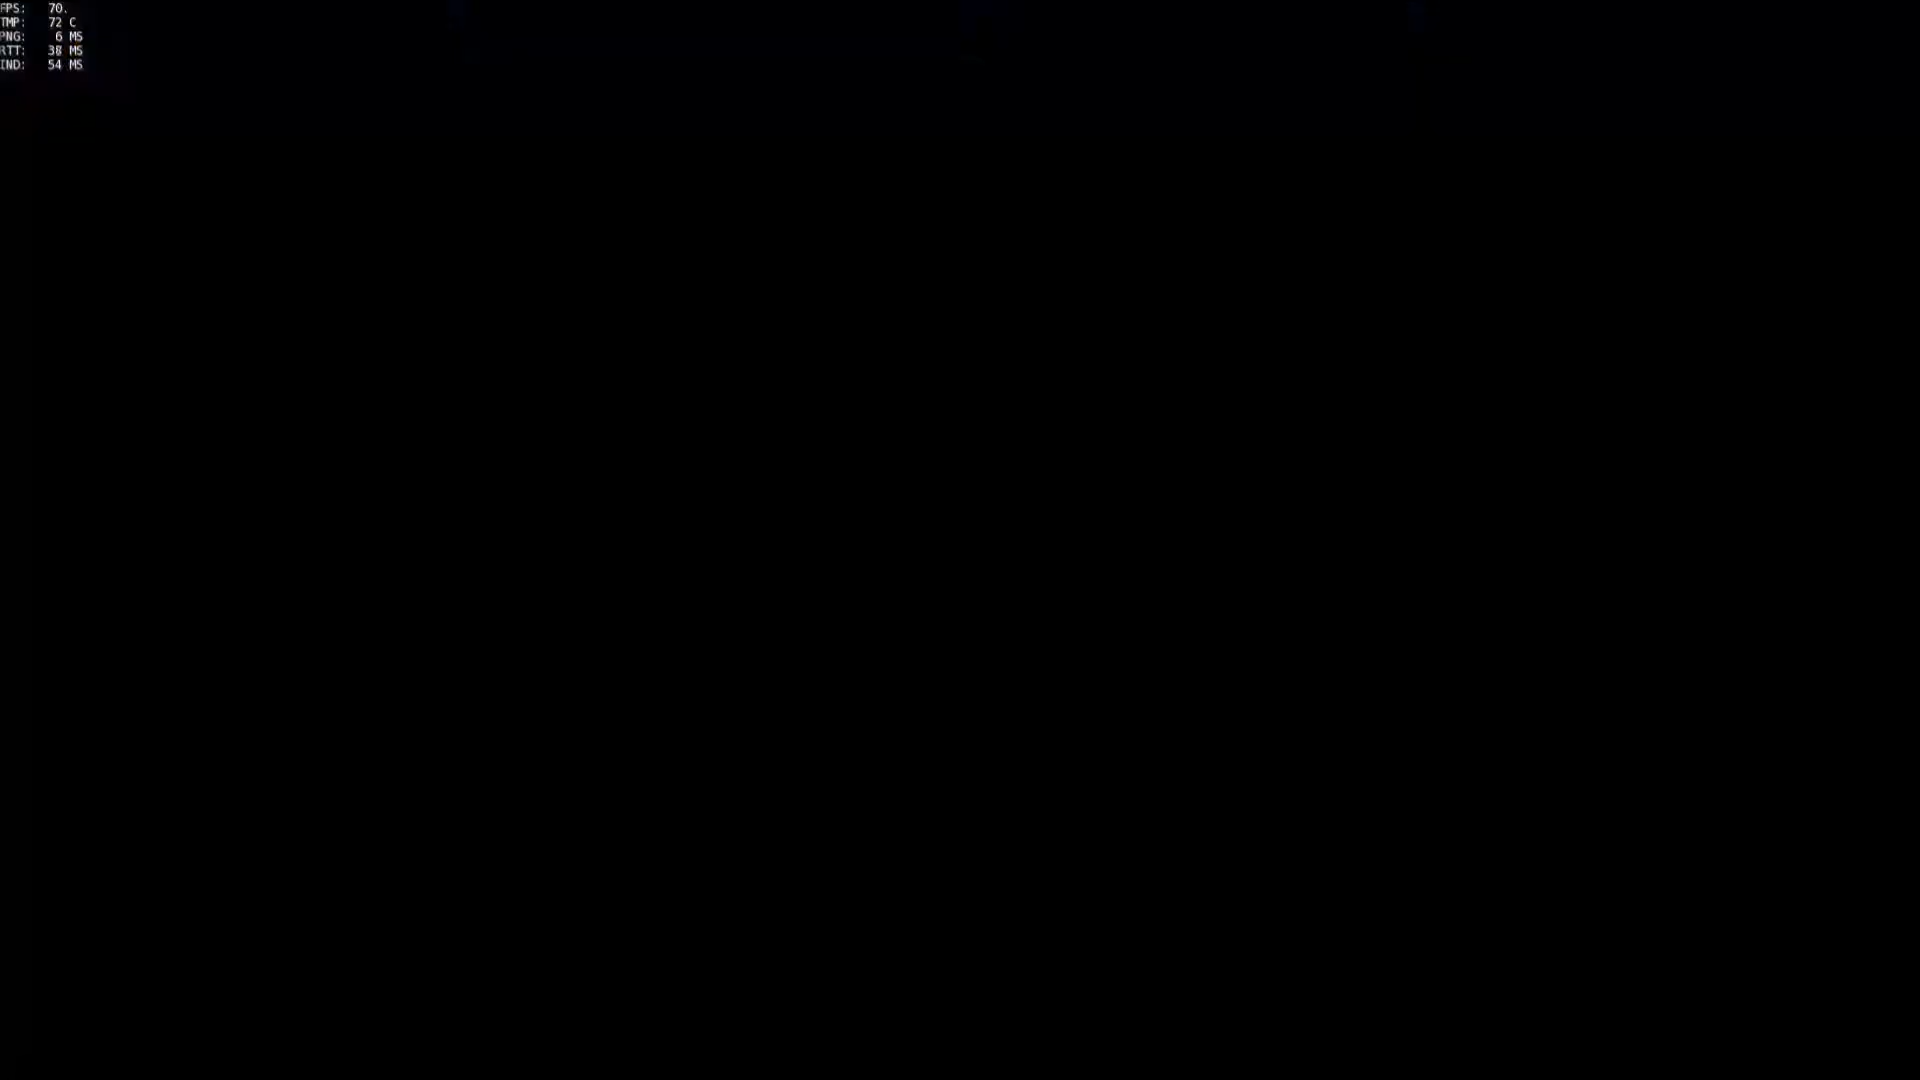 FPS: 70.
TMP: 72 C
PNG: 6 MS
RTT: 38 MS
IND: 54 MS